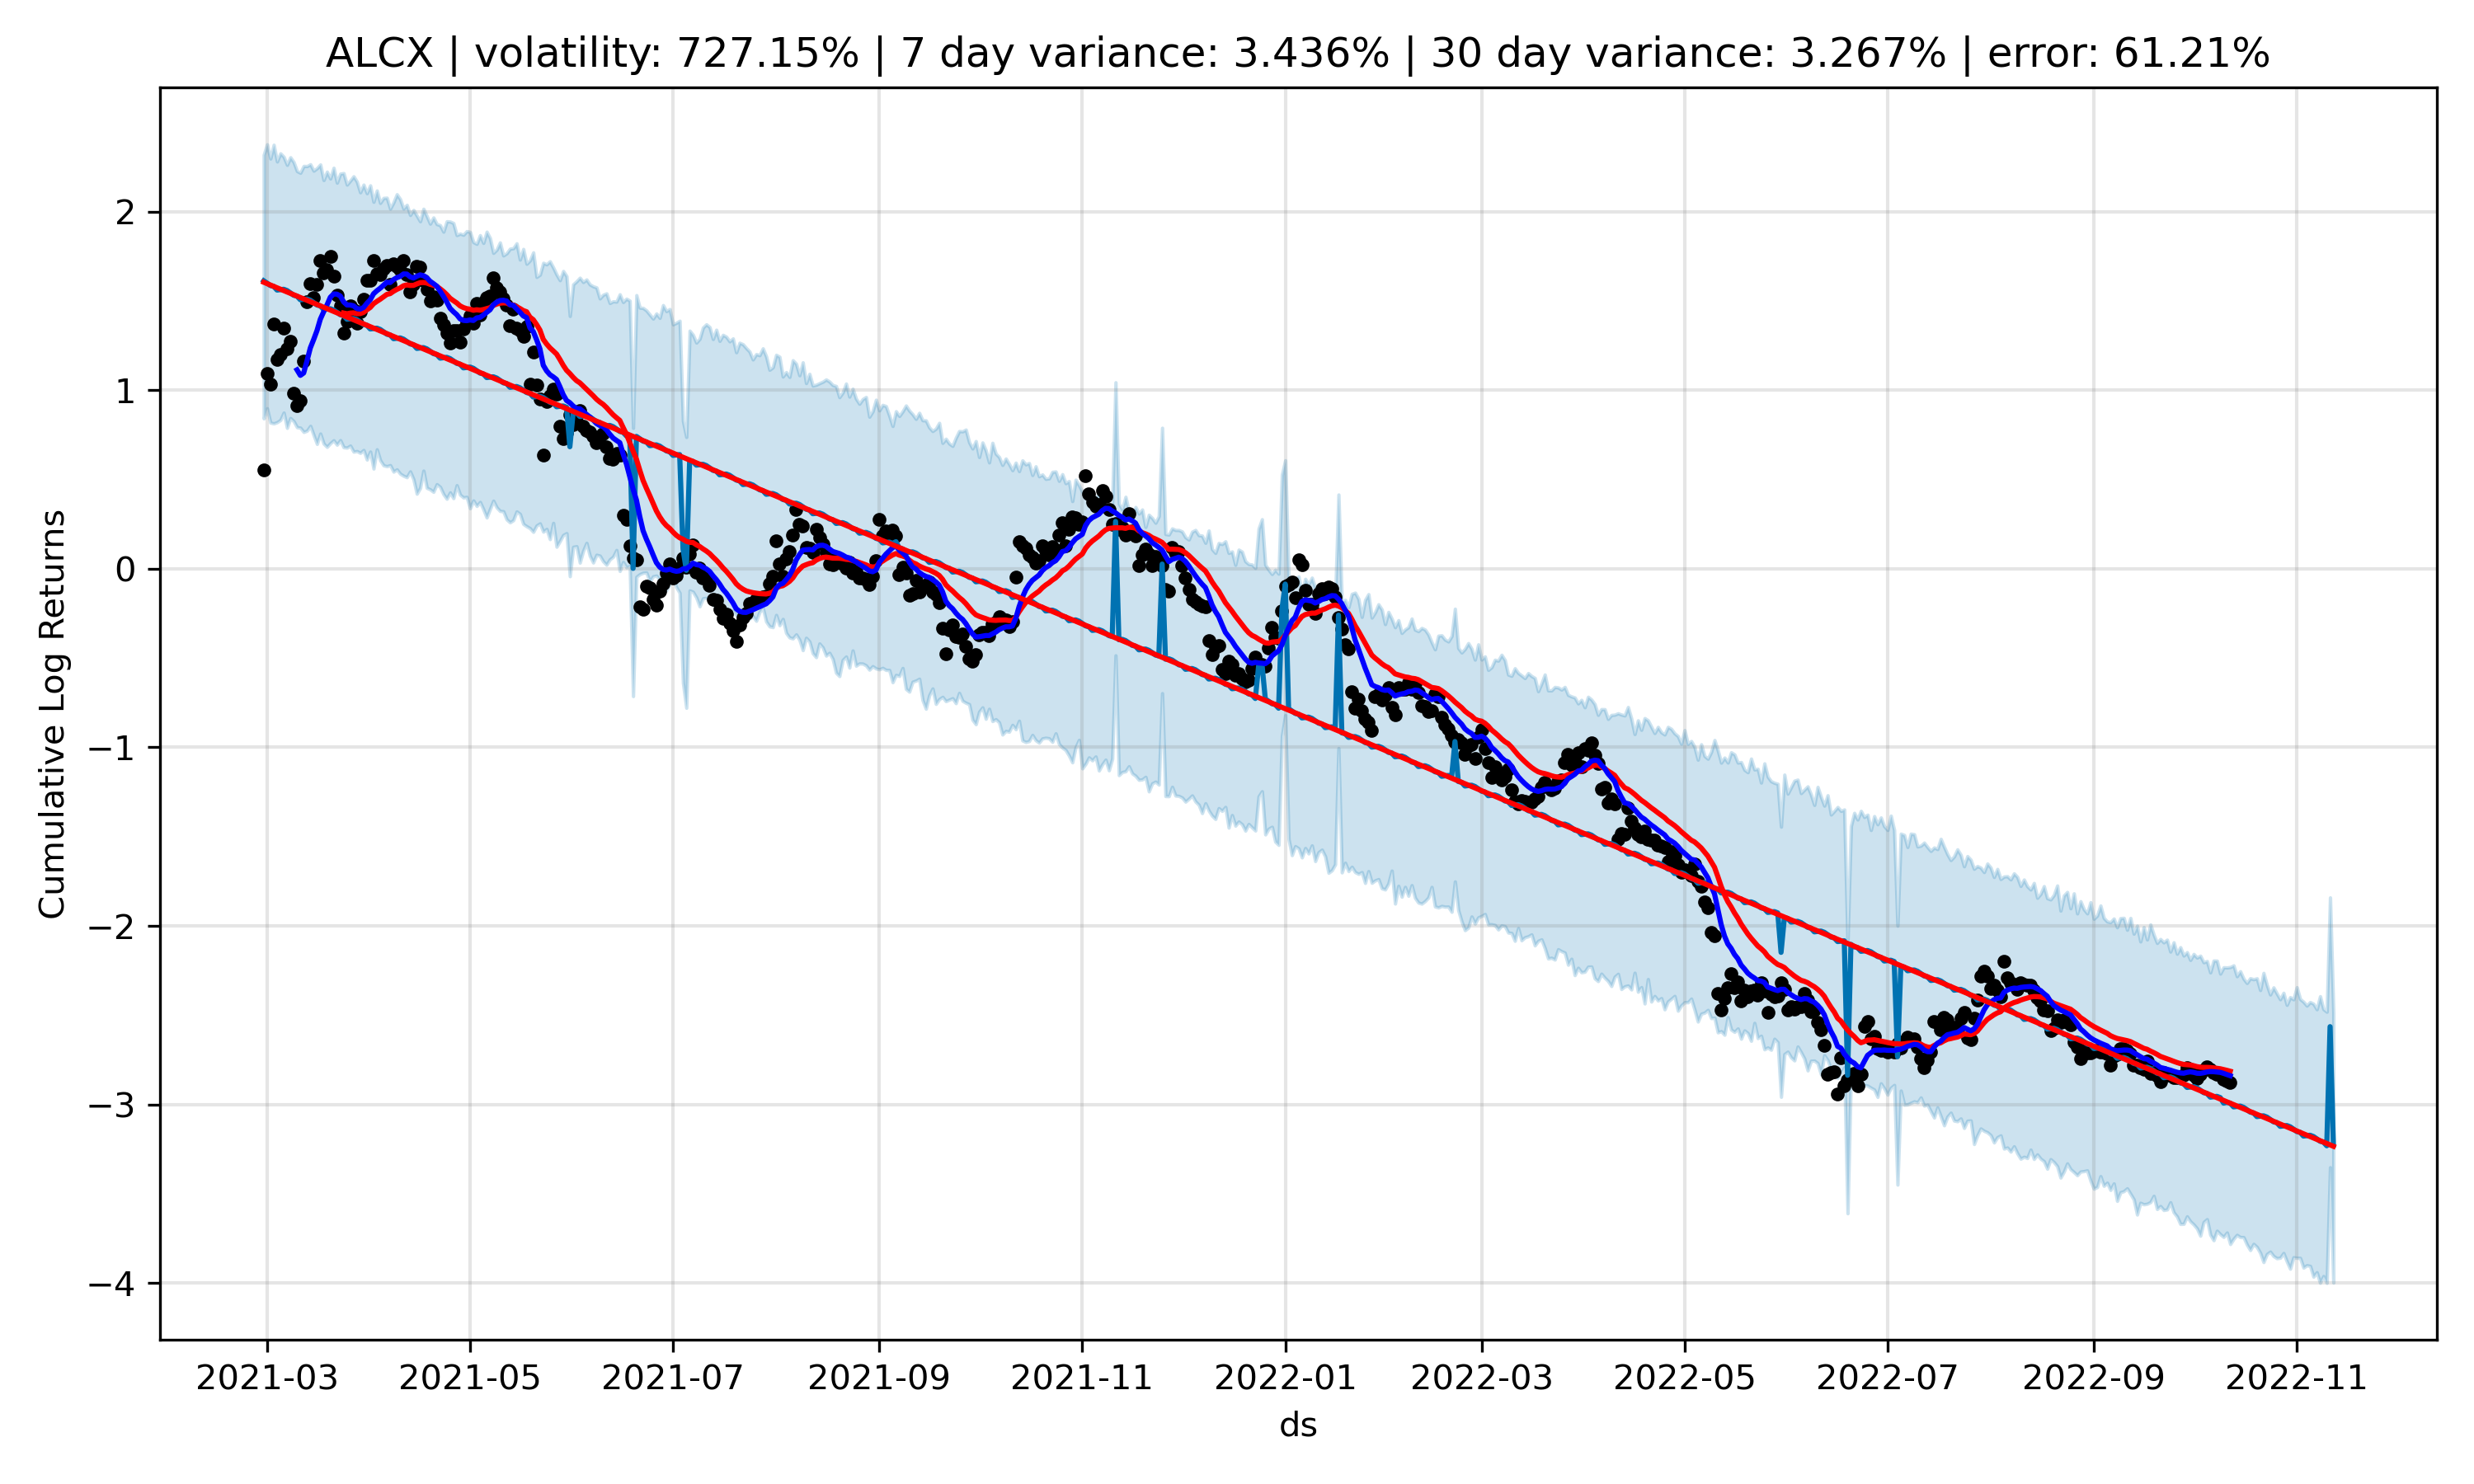 ALCX | volatility: 727.15% | 7 day variance: 3.436% | 30 day variance: 3.267% | error: 61.21%
Cumulative Log Returns
2
1
0
−1
−2
−3
−4
2021-03 2021-05 2021-07 2021-09 2021-11 2022-01 2022-03 2022-05 2022-07 2022-09 2022-11
ds